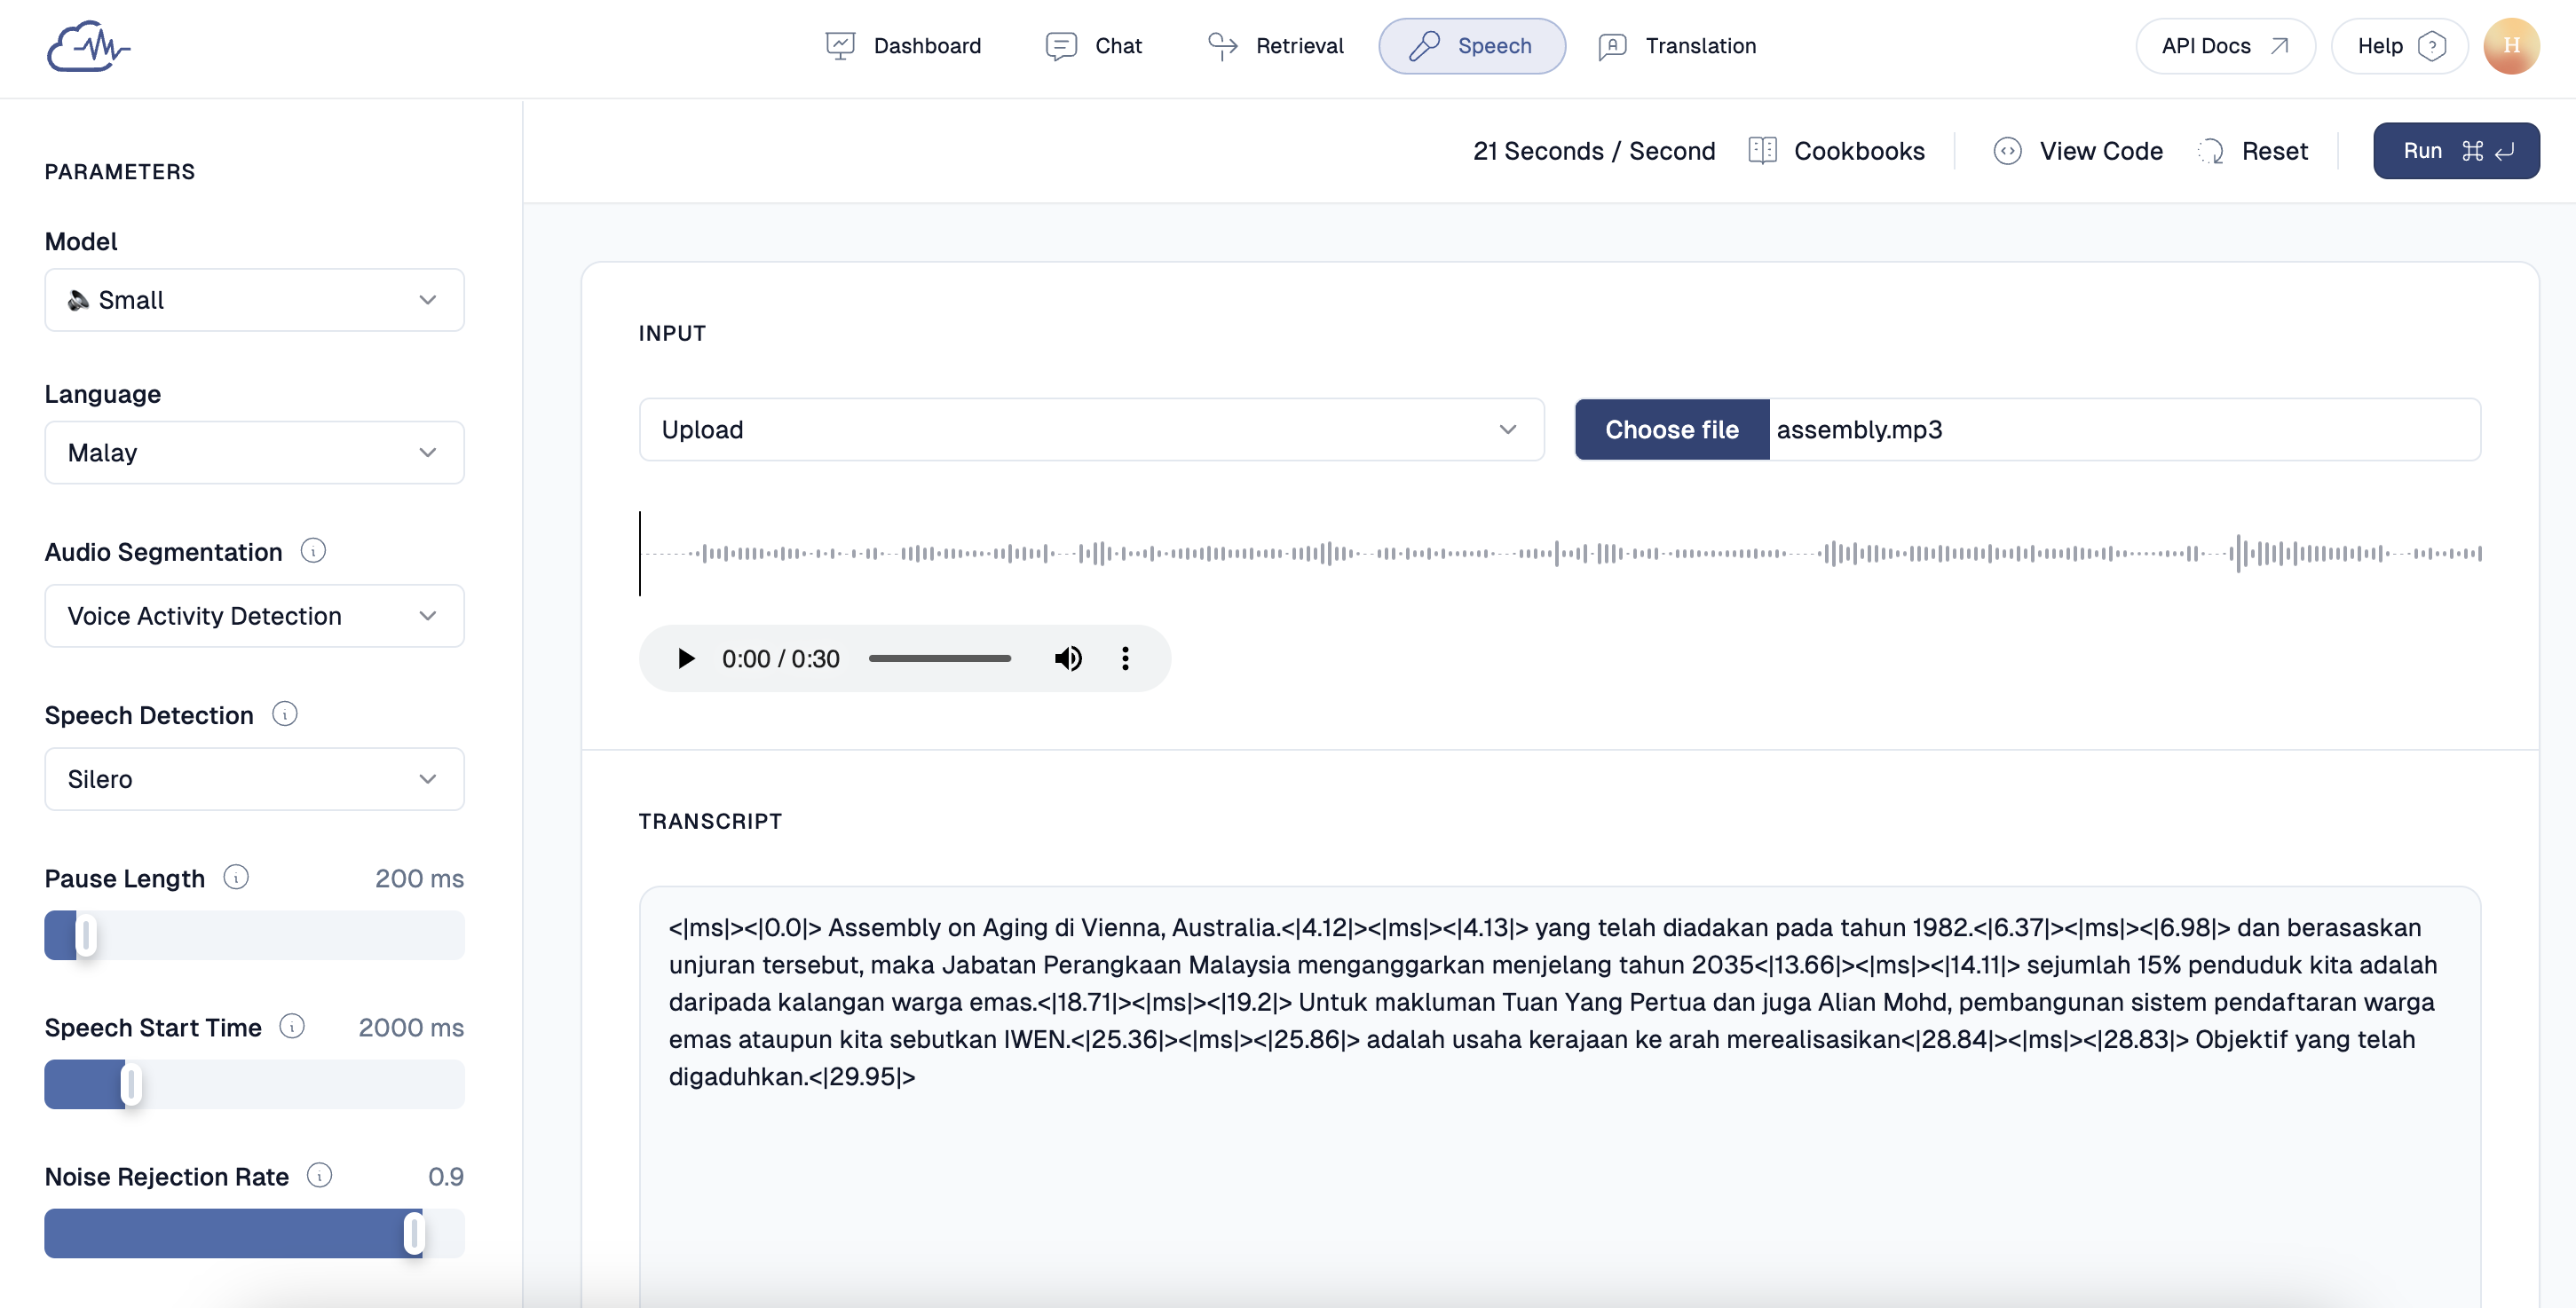 Dashboard
Chat
Retrieval
Speech
Translation
API Docs
Help
H
PARAMETERS
Model
Small
Language
Malay
Audio Segmentation
Voice Activity Detection
Speech Detection
Silero
Pause Length 200 ms
Speech Start Time 2000 ms
Noise Rejection Rate 0.9
21 Seconds / Second
Cookbooks
View Code
Reset
Run ⌘
INPUT
Upload
Choose file assembly.mp3
0:00 / 0:30
TRANSCRIPT
<|ms|><|0.0|> Assembly on Aging di Vienna, Australia.<|4.12|><|ms|><|4.13|> yang telah diadakan pada tahun 1982.<|6.37|><|ms|><|6.98|> dan berasaskan
unjuran tersebut, maka Jabatan Perangkaan Malaysia menganggarkan menjelang tahun 2035<|13.66|><|ms|><|14.11|> sejumlah 15% penduduk kita adalah
daripada kalangan warga emas.<|18.71|><|ms|><|19.2|> Untuk makluman Tuan Yang Pertua dan juga Alian Mohd, pembangunan sistem pendaftaran warga
emas ataupun kita sebutkan IWEN.<|25.36|><|ms|><|25.86|> adalah usaha kerajaan ke arah merealisasikan<|28.84|><|ms|><|28.83|> Objektif yang telah
digaduhkan.<|29.95|>